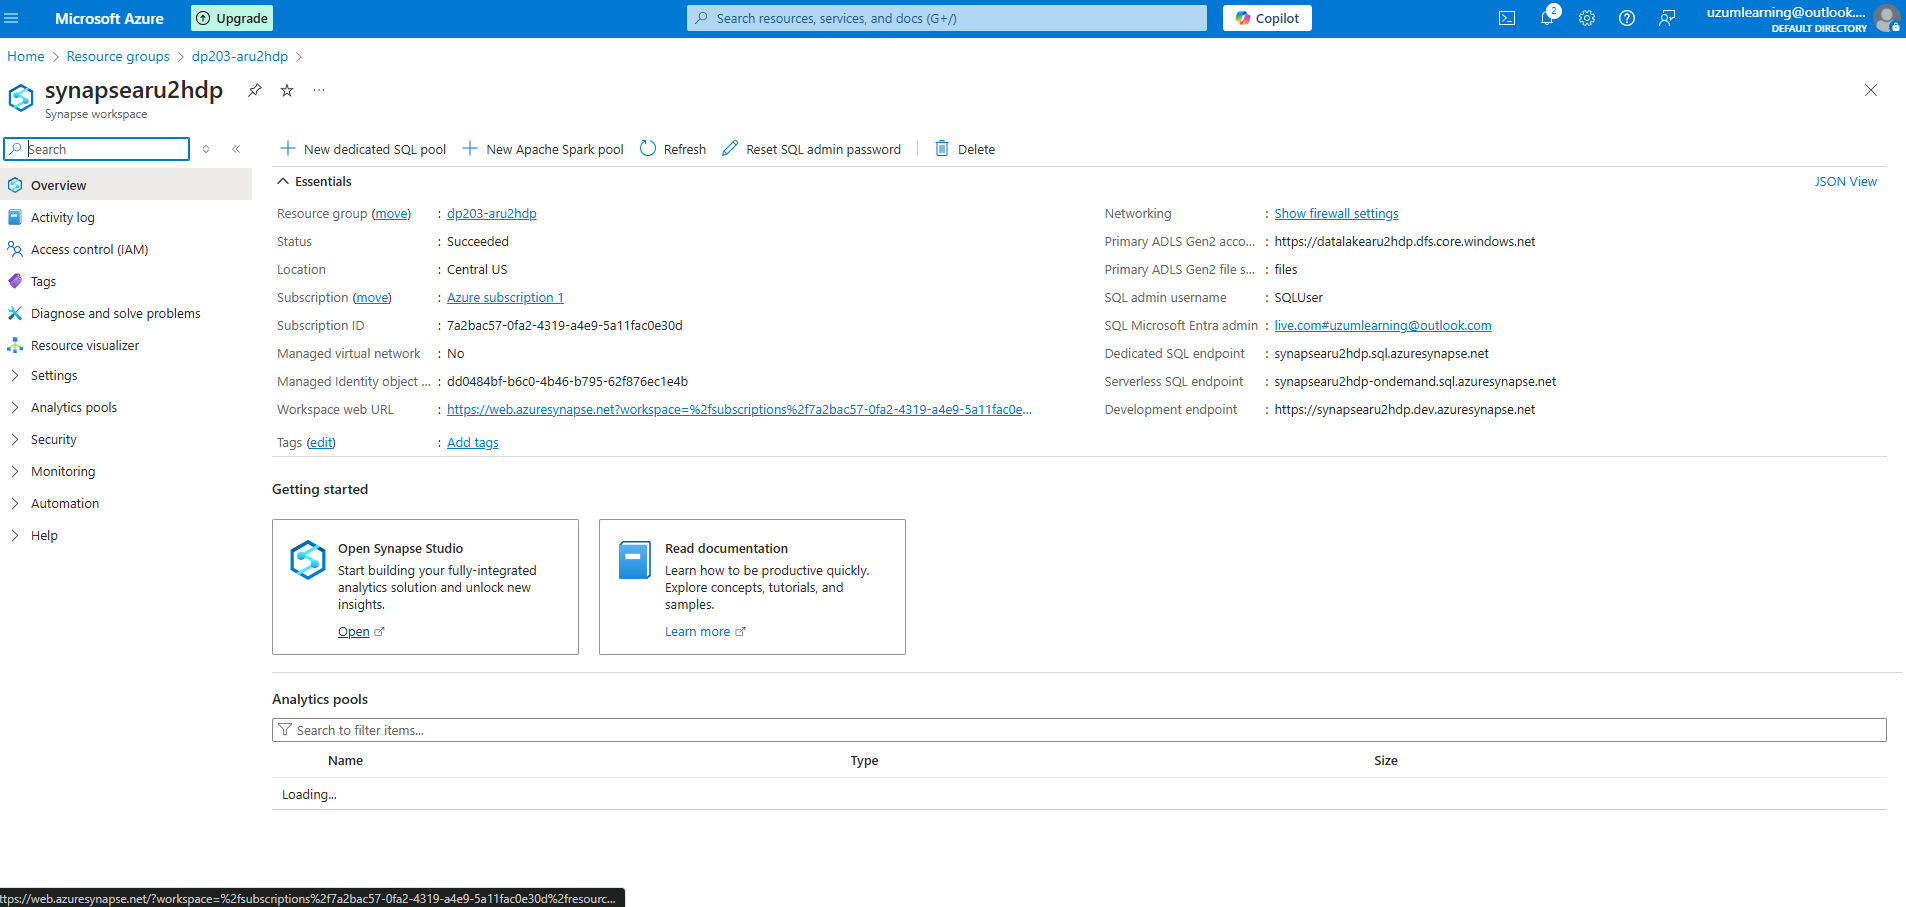 Microsoft Azure
Upgrade
Search resources, services, and docs (G+/)
Copilot
2
uzumlearning@outlook....
DEFAULT DIRECTORY
Home > Resource groups > dp203-aru2hdp >
synapsearu2hdp
Synapse workspace
Search
New dedicated SQL pool
New Apache Spark pool
Refresh
Reset SQL admin password
Delete
Overview
Activity log
Access control (IAM)
Tags
Diagnose and solve problems
Resource visualizer
Settings
Analytics pools
Security
Monitoring
Automation
Help
Essentials
JSON View
Resource group (move) : dp203-aru2hdp
Status : Succeeded
Location : Central US
Subscription (move) : Azure subscription 1
Subscription ID : 7a2bac57-0fa2-4319-a4e9-5a11fac0e30d
Managed virtual network : No
Managed Identity object ... : dd0484bf-b6c0-4b46-b795-62f876ec1e4b
Workspace web URL : https://web.azuresynapse.net?workspace=%2fsubscriptions%2f7a2bac57-0fa2-4319-a4e9-5a11fac0e...
Tags (edit) : Add tags
Networking : Show firewall settings
Primary ADLS Gen2 acco... : https://datalakearu2hdp.dfs.core.windows.net
Primary ADLS Gen2 file s... : files
SQL admin username : SQLUser
SQL Microsoft Entra admin : live.com#uzumlearning@outlook.com
Dedicated SQL endpoint : synapsearu2hdp.sql.azuresynapse.net
Serverless SQL endpoint : synapsearu2hdp-ondemand.sql.azuresynapse.net
Development endpoint : https://synapsearu2hdp.dev.azuresynapse.net
Getting started
Open Synapse Studio
Start building your fully-integrated
analytics solution and unlock new
insights.
Open
Read documentation
Learn how to be productive quickly.
Explore concepts, tutorials, and
samples.
Learn more
Analytics pools
Search to filter items...
Name Type Size
Loading...
ttps://web.azuresynapse.net/?workspace=%2fsubscriptions%2f7a2bac57-0fa2-4319-a4e9-5a11fac0e30d%2fresourc...